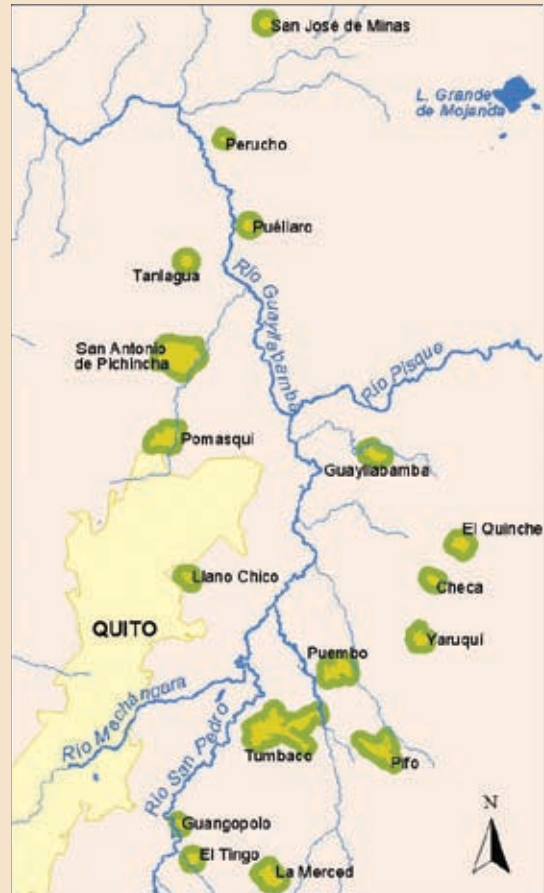 San José de Minas
L. Grande
de Mojanda
Perucho
Puéllaro
Tanlagua
Río Guayllabamba
San Antonio
de Pichincha
Río Pisque
Pomasqui
Guayllabamba
El Quinche
Llano Chico
Checa
QUITO
Yaruquí
Puembo
Río Machángara
Río San Pedro
Tumbaco
Pifo
N
Guangopolo
El Tingo
La Merced